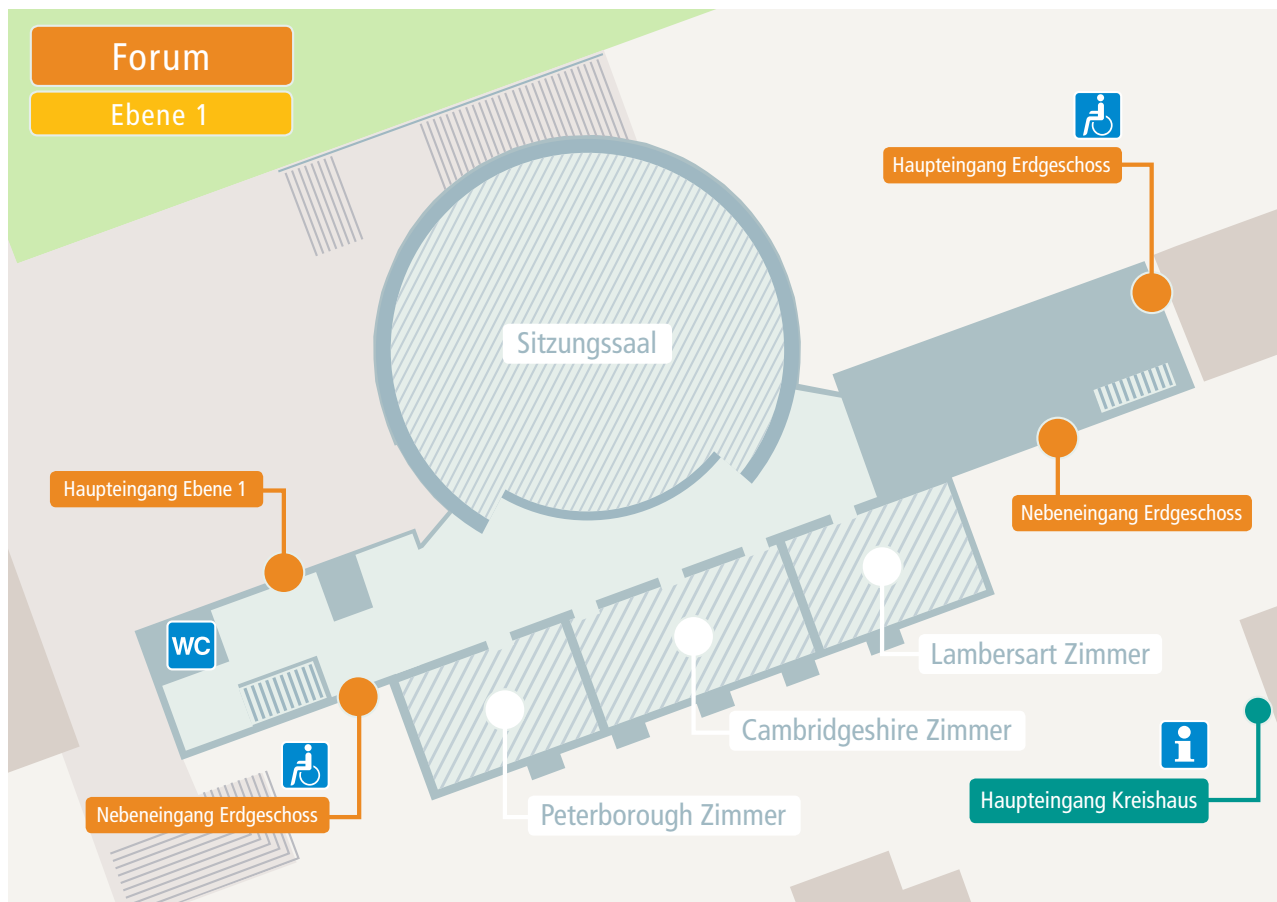 Forum
Ebene 1
Haupteingang Erdgeschoss
Sitzungssaal
Haupteingang Ebene 1
Nebeneingang Erdgeschoss
WC
Lambersart Zimmer
Cambridgeshire Zimmer
i
Haupteingang Kreishaus
Nebeneingang Erdgeschoss
Peterborough Zimmer